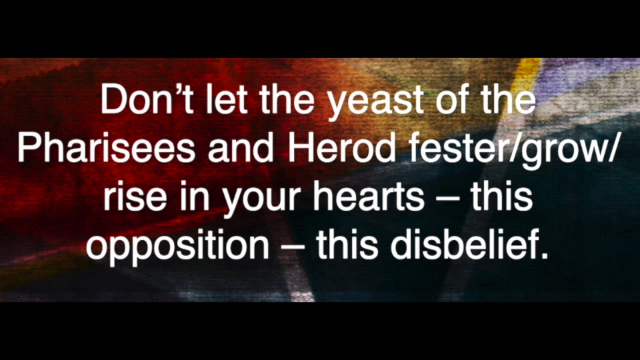 Don’t let the yeast of the
Pharisees and Herod fester/grow/
rise in your hearts – this
opposition – this disbelief.